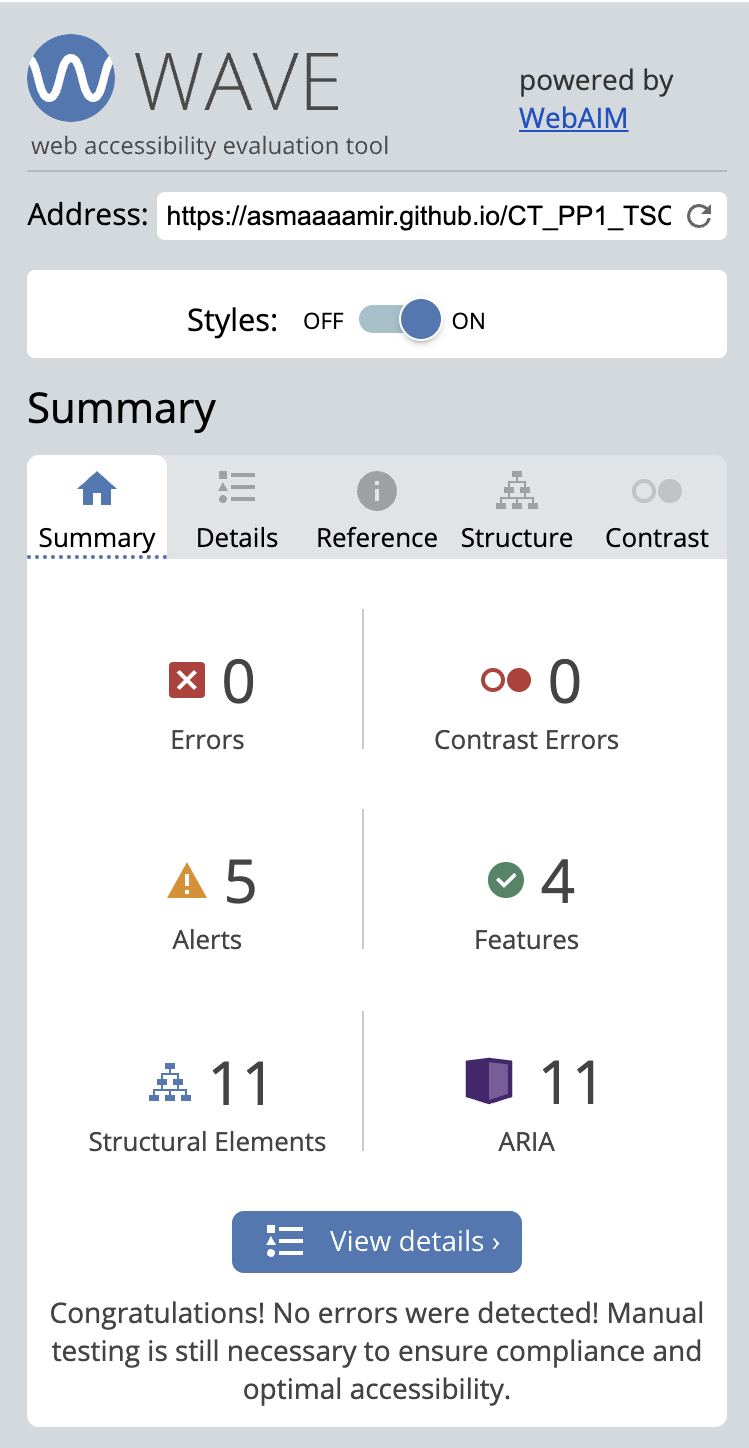 WAVE
web accessibility evaluation tool
powered by
WebAIM
Address: https://asmaaaamir.github.io/CT_PP1_TSC
Styles: OFF ON
Summary
Summary Details Reference Structure Contrast
0 0
Errors Contrast Errors
5 4
Alerts Features
11 11
Structural Elements ARIA
View details ›
Congratulations! No errors were detected! Manual
testing is still necessary to ensure compliance and
optimal accessibility.